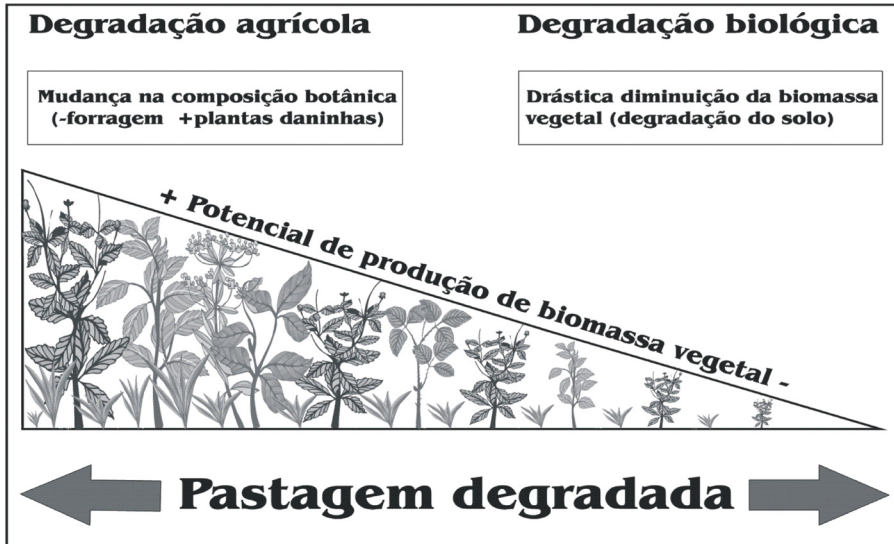 Degradação agrícola
Mudança na composição botânica
(-forragem +plantas daninhas)
Degradação biológica
Drástica diminuição da biomassa
vegetal (degradação do solo)
+ Potencial de produção de biomassa vegetal -
Pastagem degradada